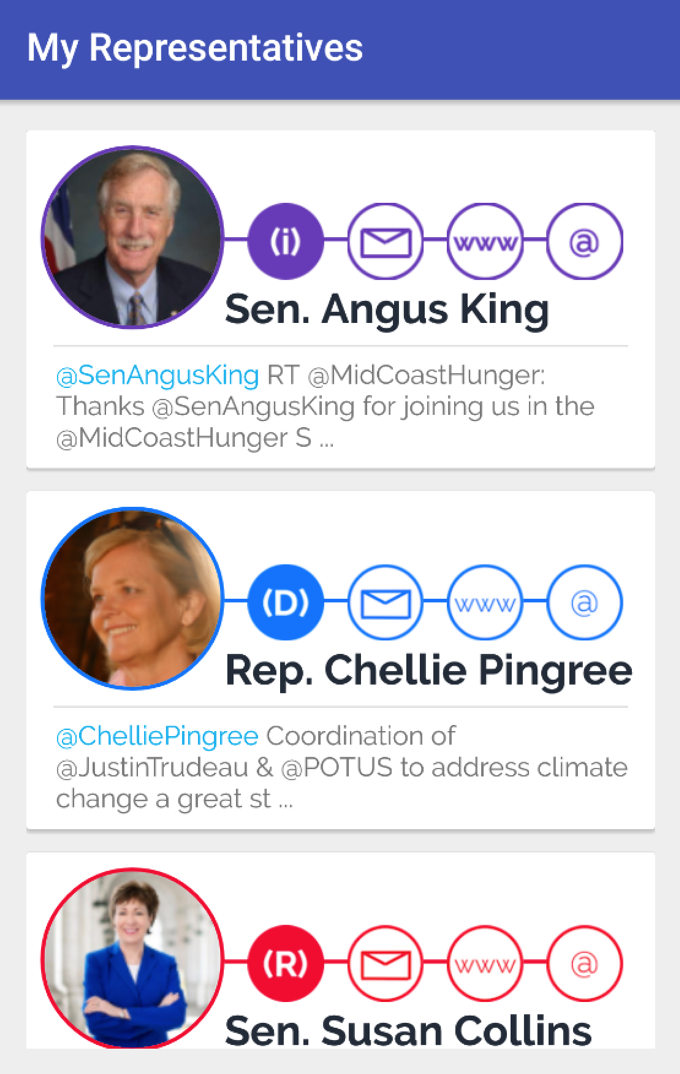 My Representatives
(i)
www
@
Sen. Angus King
@SenAngusKing RT @MidCoastHunger:
Thanks @SenAngusKing for joining us in the
@MidCoastHunger S ...
(D)
www
@
Rep. Chellie Pingree
@ChelliePingree Coordination of
@JustinTrudeau & @POTUS to address climate
change a great st ...
(R)
www
@
Sen. Susan Collins